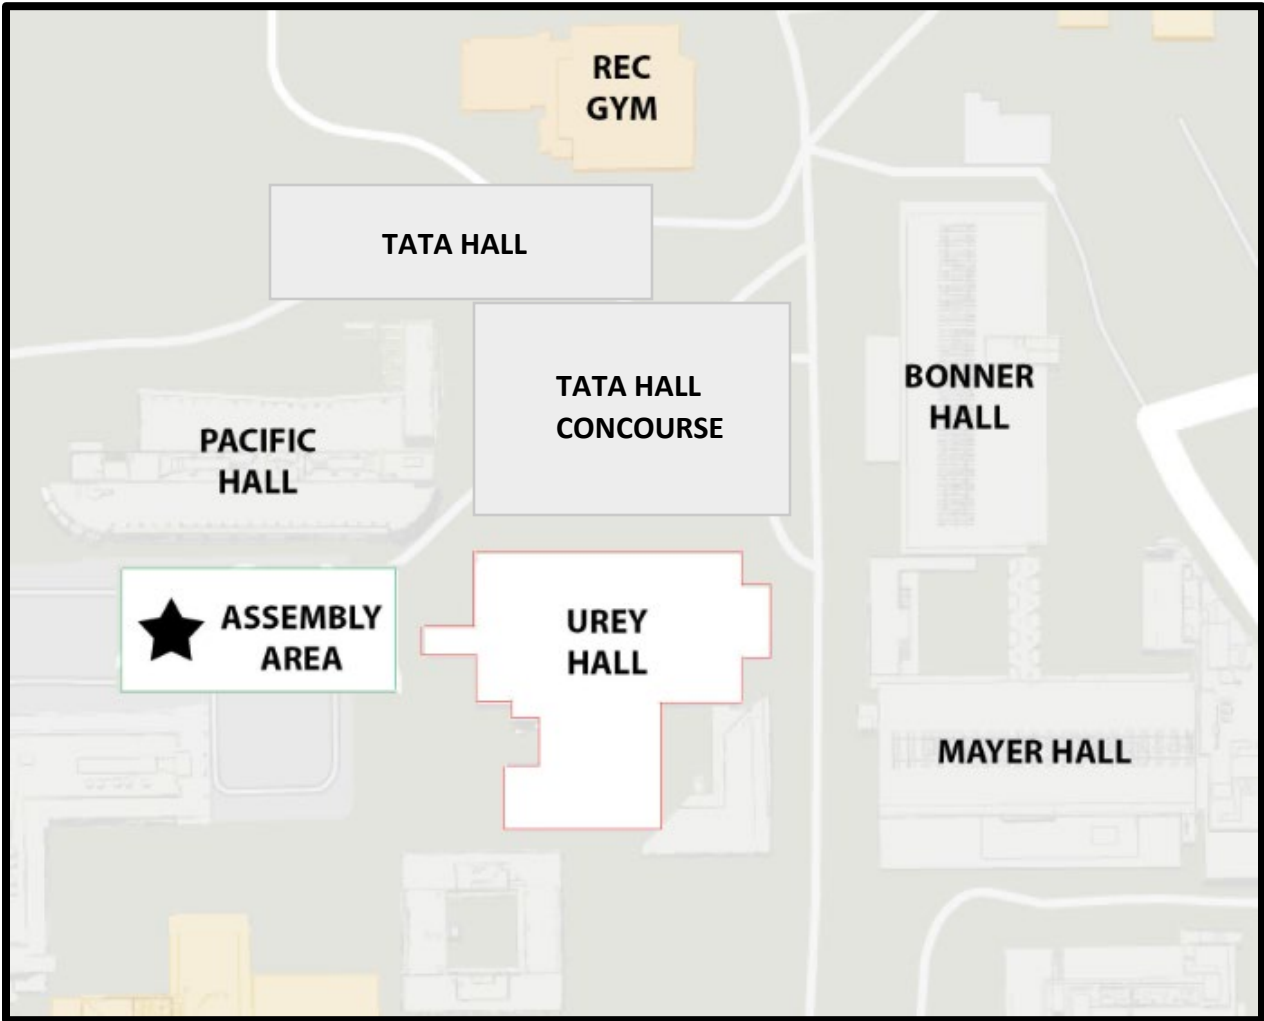 REC
GYM
TATA HALL
TATA HALL
CONCOURSE
BONNER
HALL
PACIFIC
HALL
ASSEMBLY
AREA
UREY
HALL
MAYER HALL